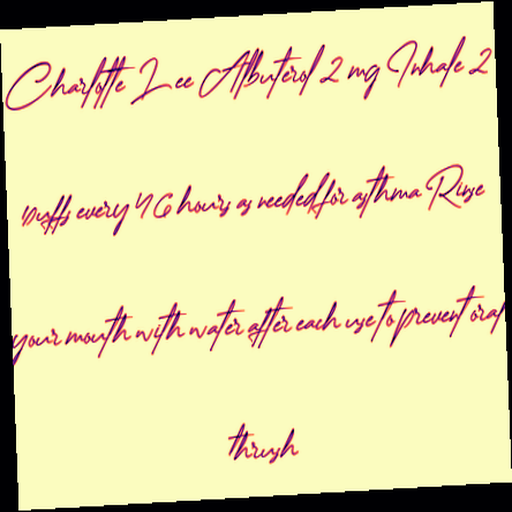 Charlotte Lee Albuterol 2 mg Inhale 2
puffs every 4 6 hours as needed for asthma Rinse
your mouth with water after each use to prevent oral
thrush